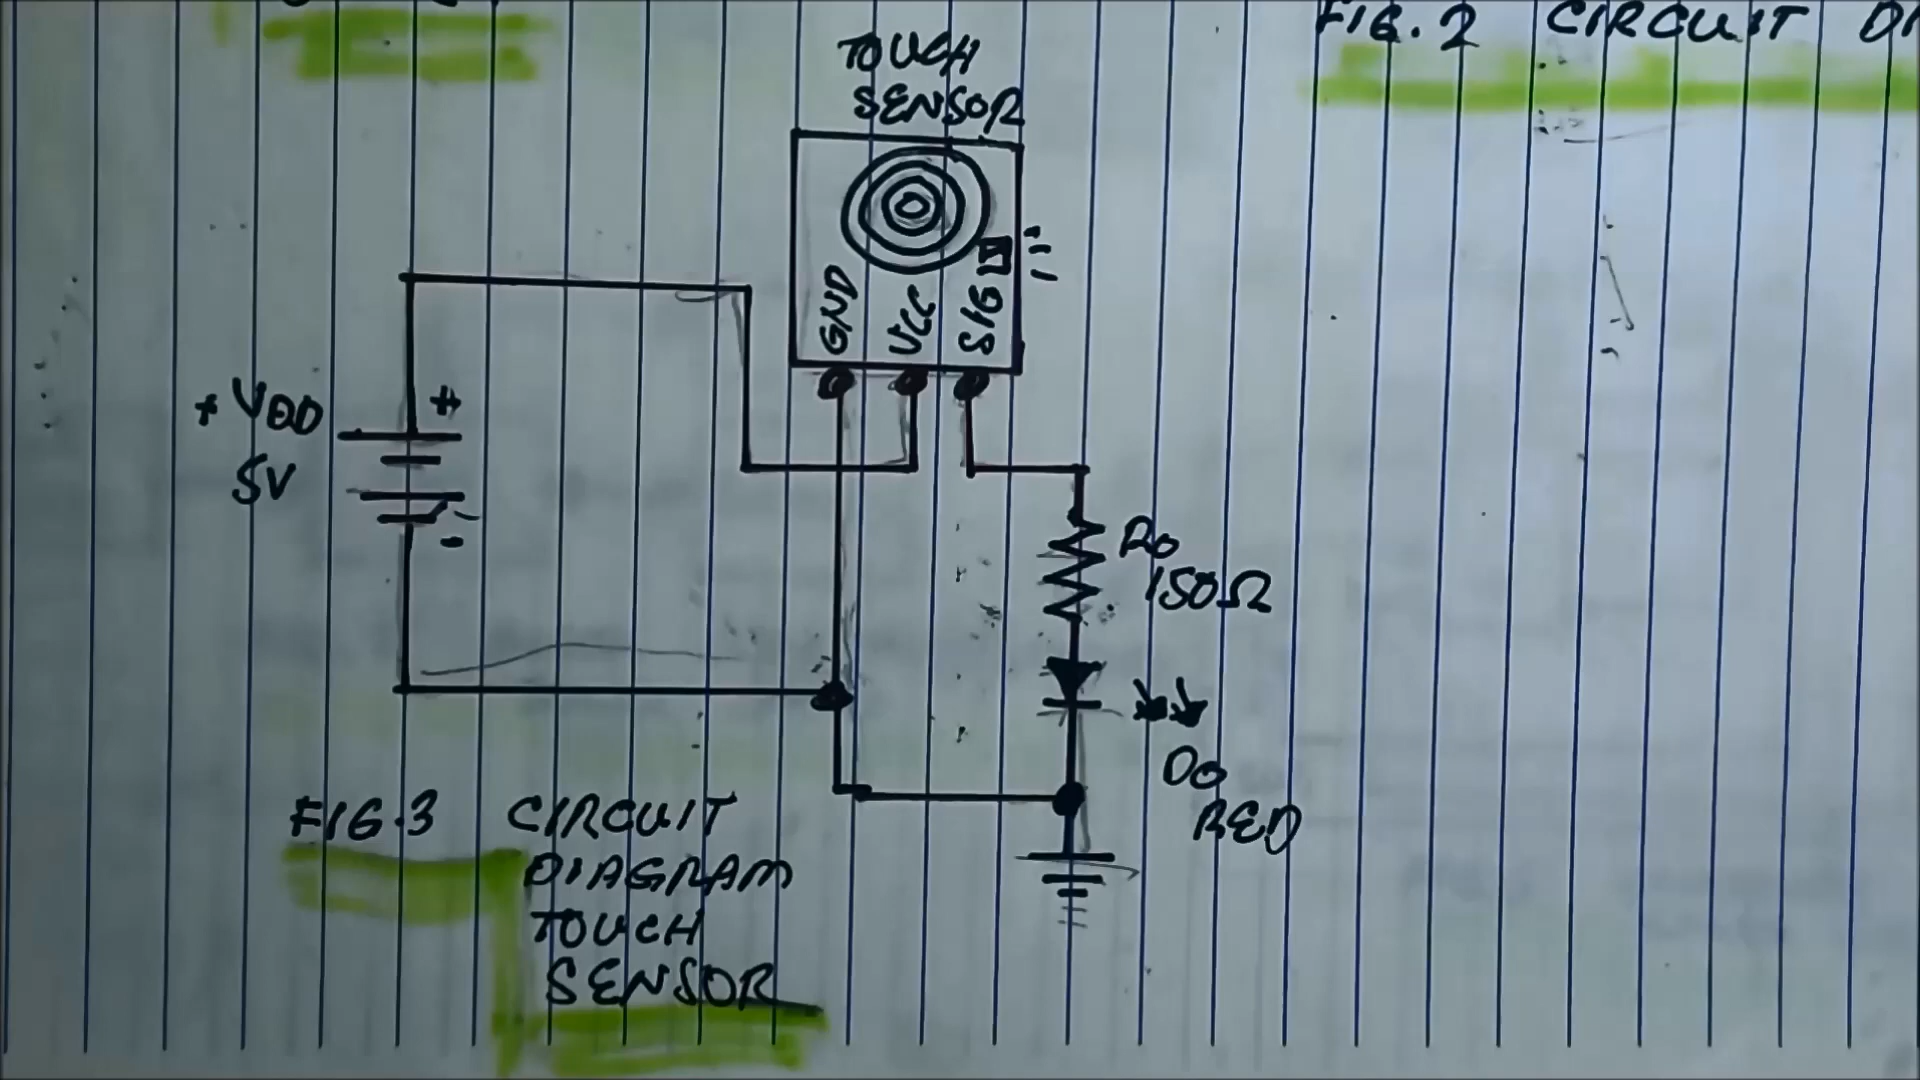 FIG.2 CIRCUIT
TOUCH
SENSOR
GND
VCC
SIG
+ VDD
5V
+
-
R0
150Ω
D0
RED
FIG.3 CIRCUIT
DIAGRAM
TOUCH
SENSOR